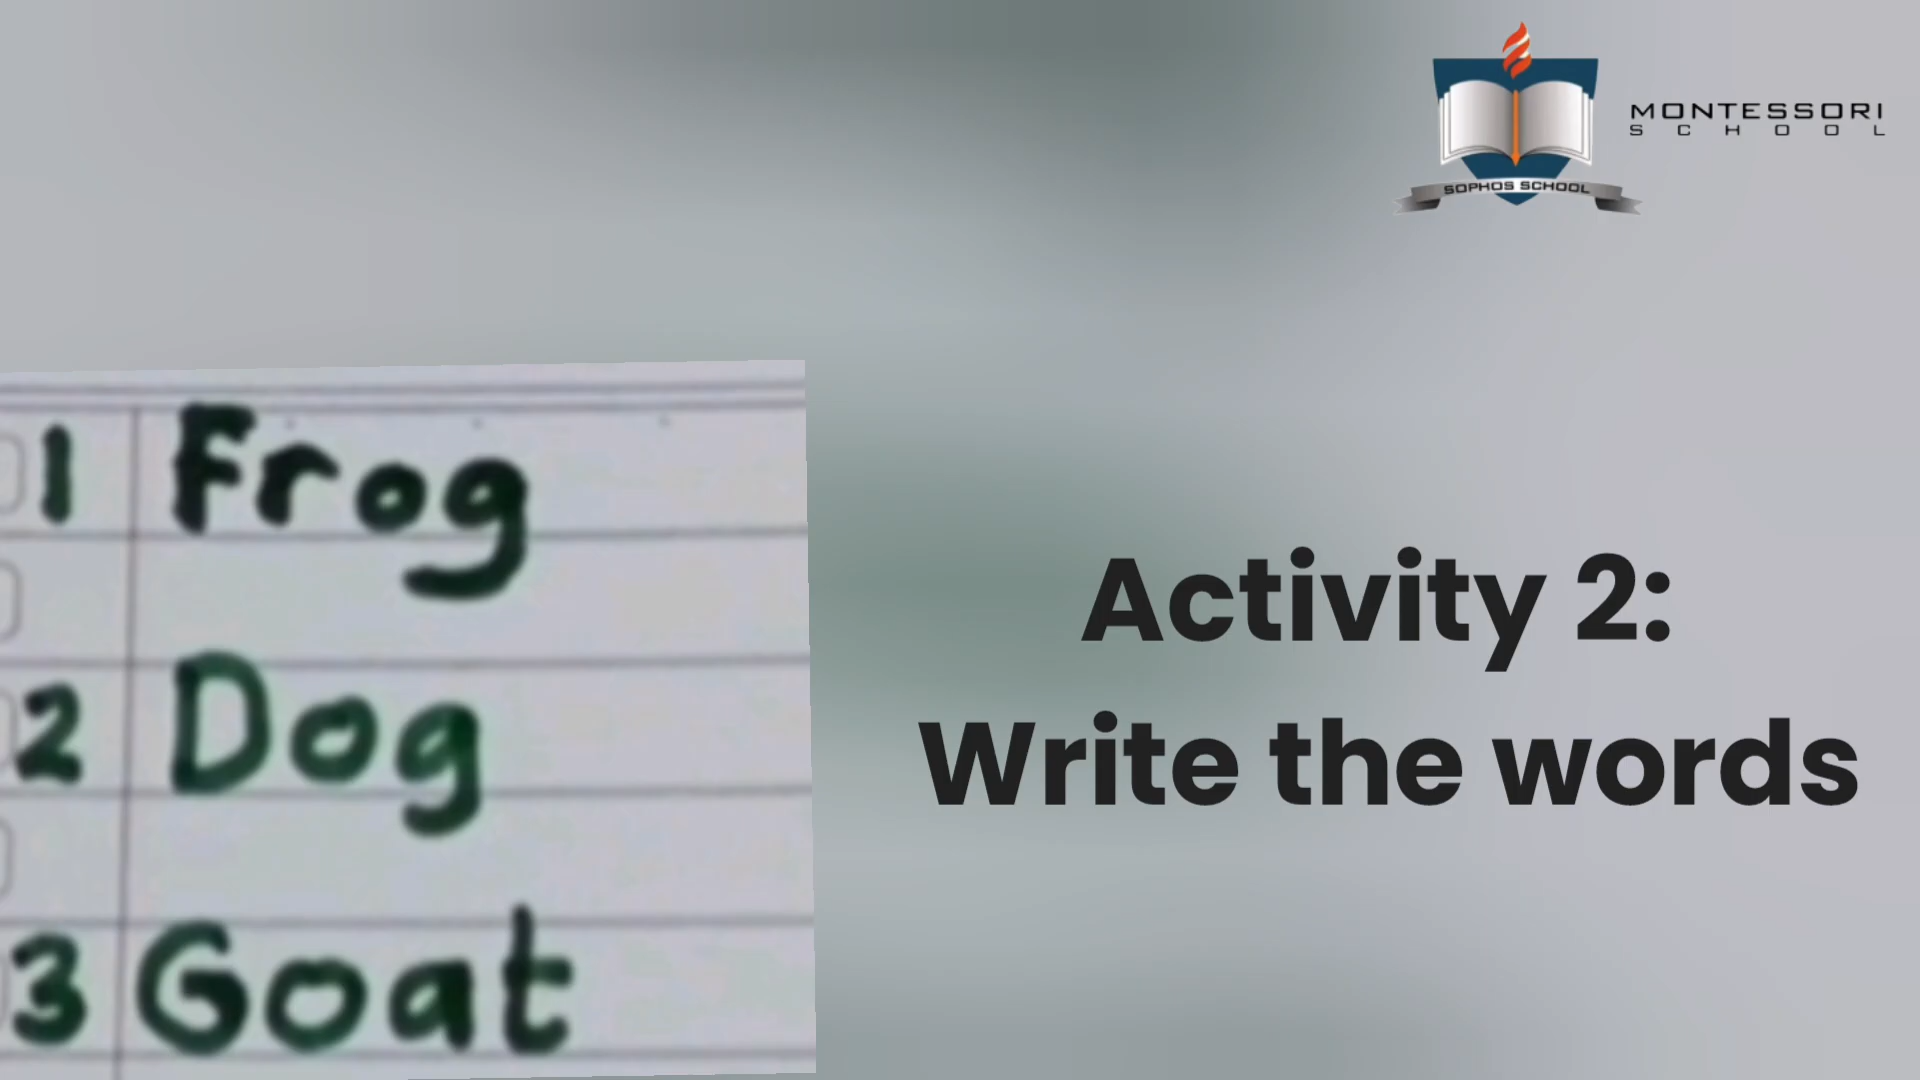 MONTESSORI
SCHOOL
SOPHOS SCHOOL
1 Frog
2 Dog
3 Goat
Activity 2:
Write the words